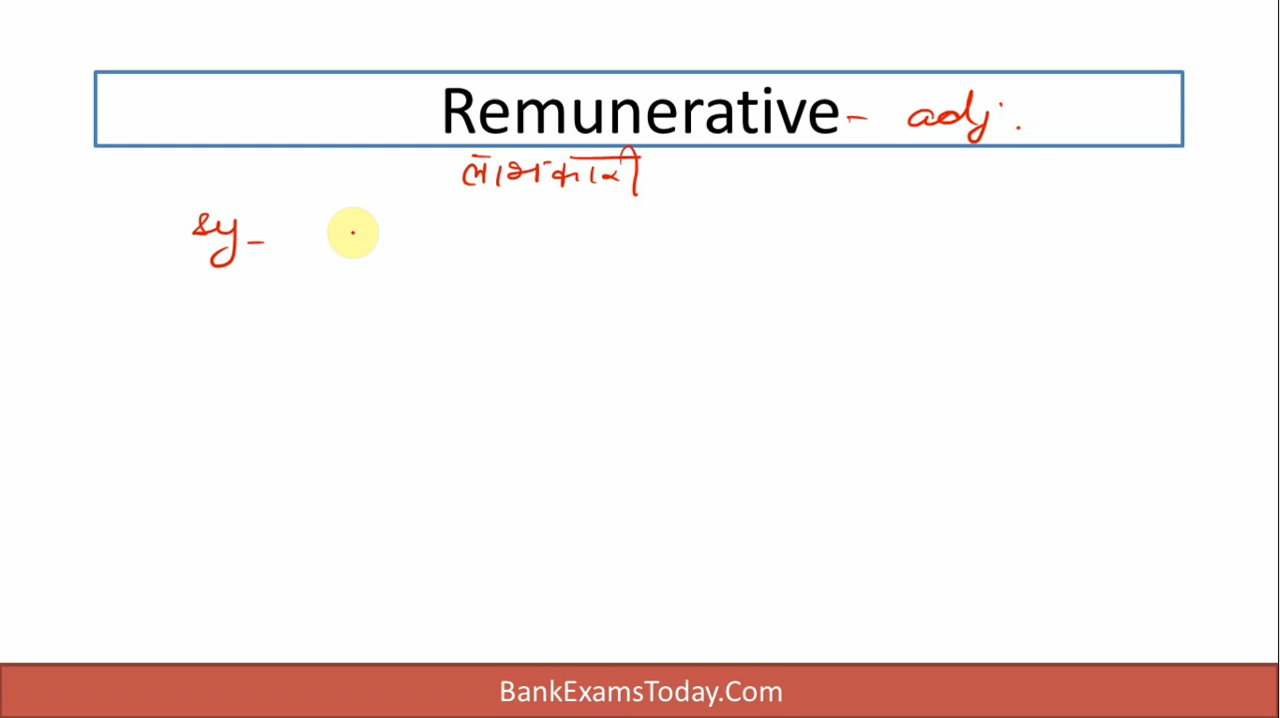 Remunerative - adj.
लाभकारी
sy -
BankExamsToday.Com